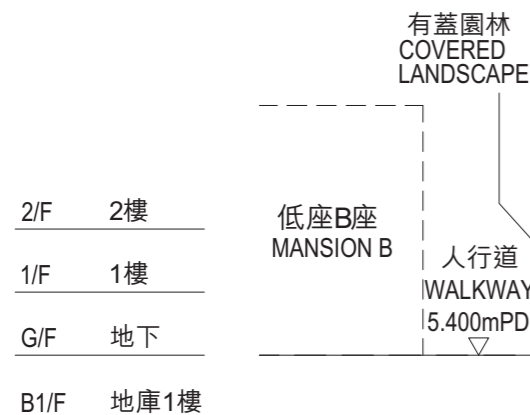 有蓋園林
COVERED
LANDSCAPE
2/F 2樓
低座B座
MANSION B
1/F 1樓
人行道
WALKWAY
5.400mPD
G/F 地下
B1/F 地庫1樓